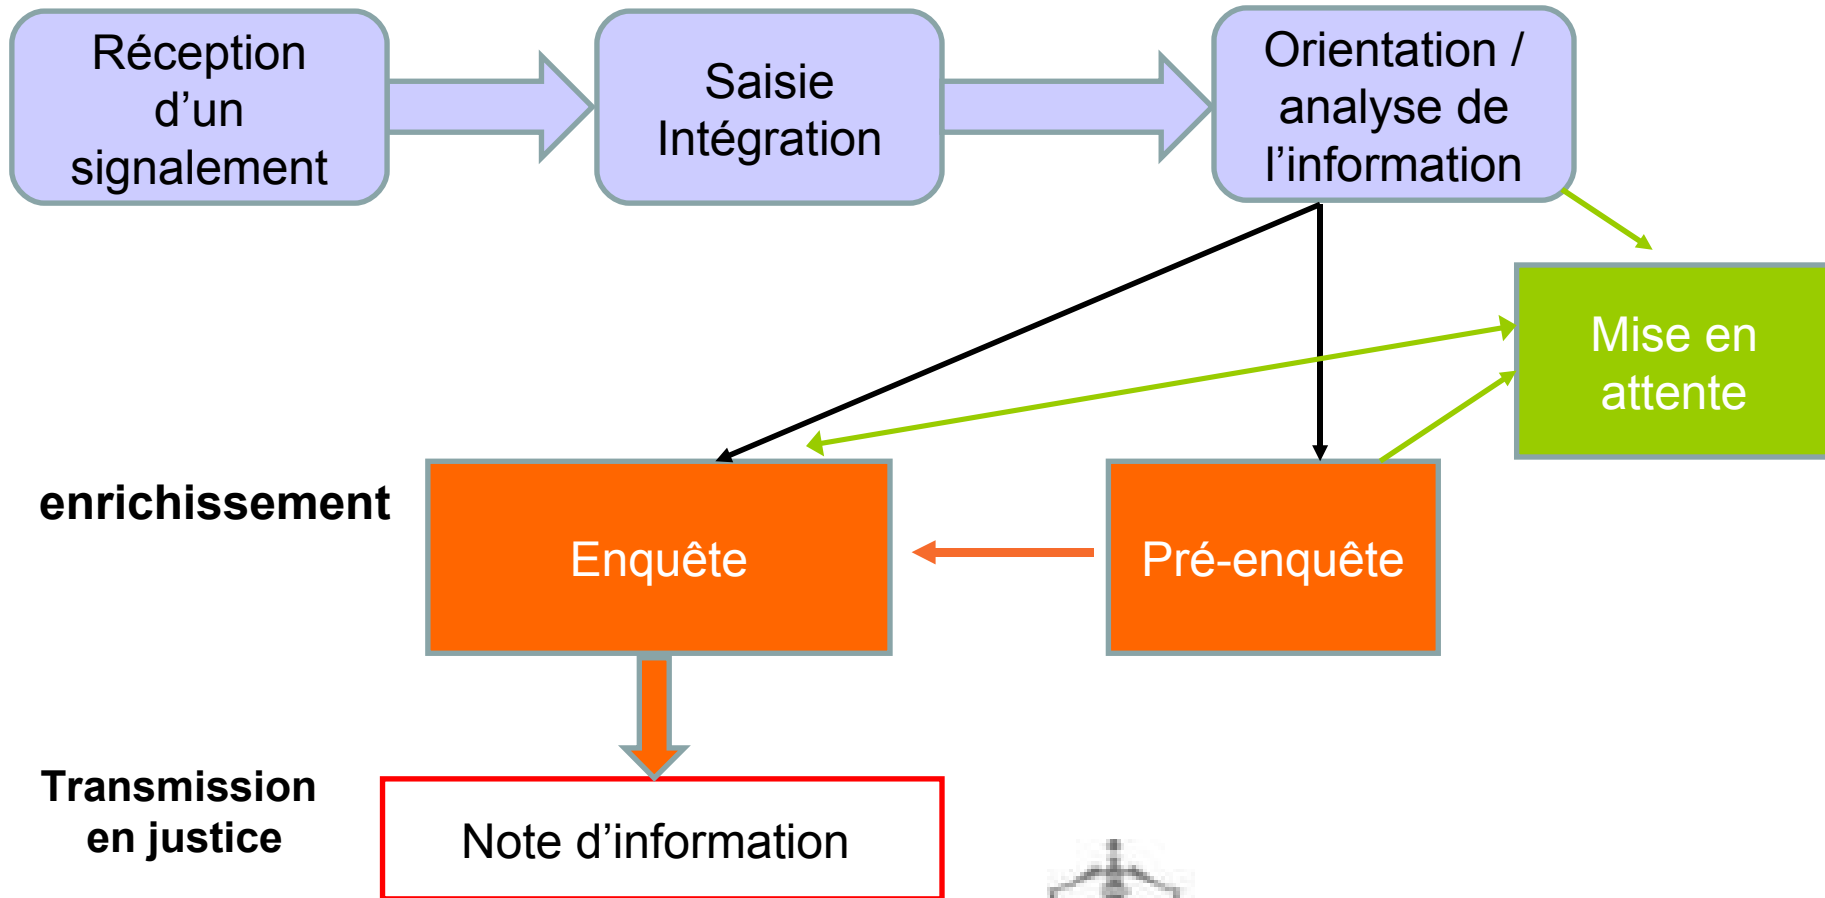 Réception
d’un
signalement
Saisie
Intégration
Orientation /
analyse de
l’information
Mise en
attente
enrichissement
Enquête
Pré-enquête
Transmission
en justice
Note d’information